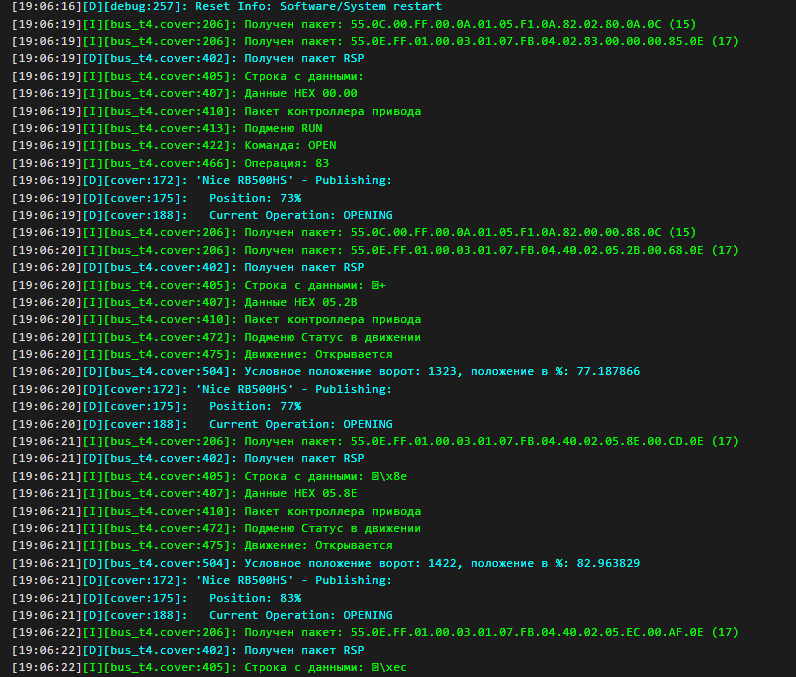 [19:06:16][D][debug:257]: Reset Info: Software/System restart
[19:06:19][I][bus_t4.cover:206]: Получен пакет: 55.0C.00.FF.00.0A.01.05.F1.0A.82.02.80.0A.0C (15)
[19:06:19][I][bus_t4.cover:206]: Получен пакет: 55.0E.FF.01.00.03.01.07.FB.04.02.83.00.00.00.85.0E (17)
[19:06:19][D][bus_t4.cover:402]: Получен пакет RSP
[19:06:19][I][bus_t4.cover:405]: Строка с данными:
[19:06:19][I][bus_t4.cover:407]: Данные HEX 00.00
[19:06:19][I][bus_t4.cover:410]: Пакет контроллера привода
[19:06:19][I][bus_t4.cover:413]: Подменю RUN
[19:06:19][I][bus_t4.cover:422]: Команда: OPEN
[19:06:19][I][bus_t4.cover:466]: Операция: 83
[19:06:19][D][cover:172]: 'Nice RB500HS' - Publishing:
[19:06:19][D][cover:175]:   Position: 73%
[19:06:19][D][cover:188]:   Current Operation: OPENING
[19:06:19][I][bus_t4.cover:206]: Получен пакет: 55.0C.00.FF.00.0A.01.05.F1.0A.82.00.00.88.0C (15)
[19:06:20][I][bus_t4.cover:206]: Получен пакет: 55.0E.FF.01.00.03.01.07.FB.04.40.02.05.2B.00.68.0E (17)
[19:06:20][D][bus_t4.cover:402]: Получен пакет RSP
[19:06:20][I][bus_t4.cover:405]: Строка с данными: +
[19:06:20][I][bus_t4.cover:407]: Данные HEX 05.2B
[19:06:20][I][bus_t4.cover:410]: Пакет контроллера привода
[19:06:20][I][bus_t4.cover:472]: Подменю Статус в движении
[19:06:20][I][bus_t4.cover:475]: Движение: Открывается
[19:06:20][D][bus_t4.cover:504]: Условное положение ворот: 1323, положение в %: 77.187866
[19:06:20][D][cover:172]: 'Nice RB500HS' - Publishing:
[19:06:20][D][cover:175]:   Position: 77%
[19:06:20][D][cover:188]:   Current Operation: OPENING
[19:06:21][I][bus_t4.cover:206]: Получен пакет: 55.0E.FF.01.00.03.01.07.FB.04.40.02.05.8E.00.CD.0E (17)
[19:06:21][D][bus_t4.cover:402]: Получен пакет RSP
[19:06:21][I][bus_t4.cover:405]: Строка с данными: \x8e
[19:06:21][I][bus_t4.cover:407]: Данные HEX 05.8E
[19:06:21][I][bus_t4.cover:410]: Пакет контроллера привода
[19:06:21][I][bus_t4.cover:472]: Подменю Статус в движении
[19:06:21][I][bus_t4.cover:475]: Движение: Открывается
[19:06:21][D][bus_t4.cover:504]: Условное положение ворот: 1422, положение в %: 82.963829
[19:06:21][D][cover:172]: 'Nice RB500HS' - Publishing:
[19:06:21][D][cover:175]:   Position: 83%
[19:06:21][D][cover:188]:   Current Operation: OPENING
[19:06:22][I][bus_t4.cover:206]: Получен пакет: 55.0E.FF.01.00.03.01.07.FB.04.40.02.05.EC.00.AF.0E (17)
[19:06:22][D][bus_t4.cover:402]: Получен пакет RSP
[19:06:22][I][bus_t4.cover:405]: Строка с данными: \xec